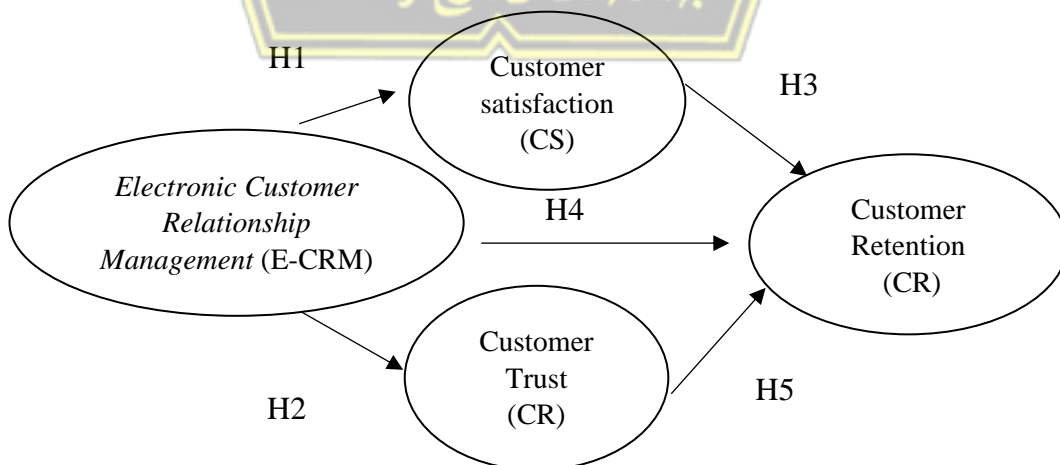 H1
Customer
satisfaction
(CS)
H3
Electronic Customer
Relationship
Management (E-CRM)
H4
Customer
Retention
(CR)
Customer
Trust
(CR)
H2
H5